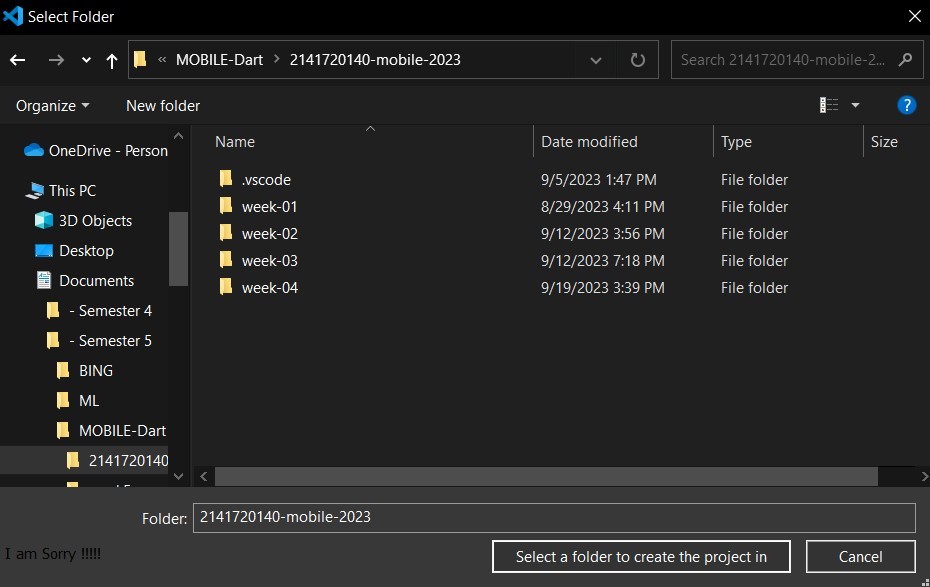 Select Folder
« MOBILE-Dart > 2141720140-mobile-2023
Search 2141720140-mobile-2...
Organize
New folder
?
OneDrive - Person
This PC
3D Objects
Desktop
Documents
- Semester 4
- Semester 5
BING
ML
MOBILE-Dart
2141720140
Name Date modified Type Size
.vscode 9/5/2023 1:47 PM File folder
week-01 8/29/2023 4:11 PM File folder
week-02 9/12/2023 3:56 PM File folder
week-03 9/12/2023 7:18 PM File folder
week-04 9/19/2023 3:39 PM File folder
Folder: 2141720140-mobile-2023
I am Sorry !!!!!
Select a folder to create the project in
Cancel